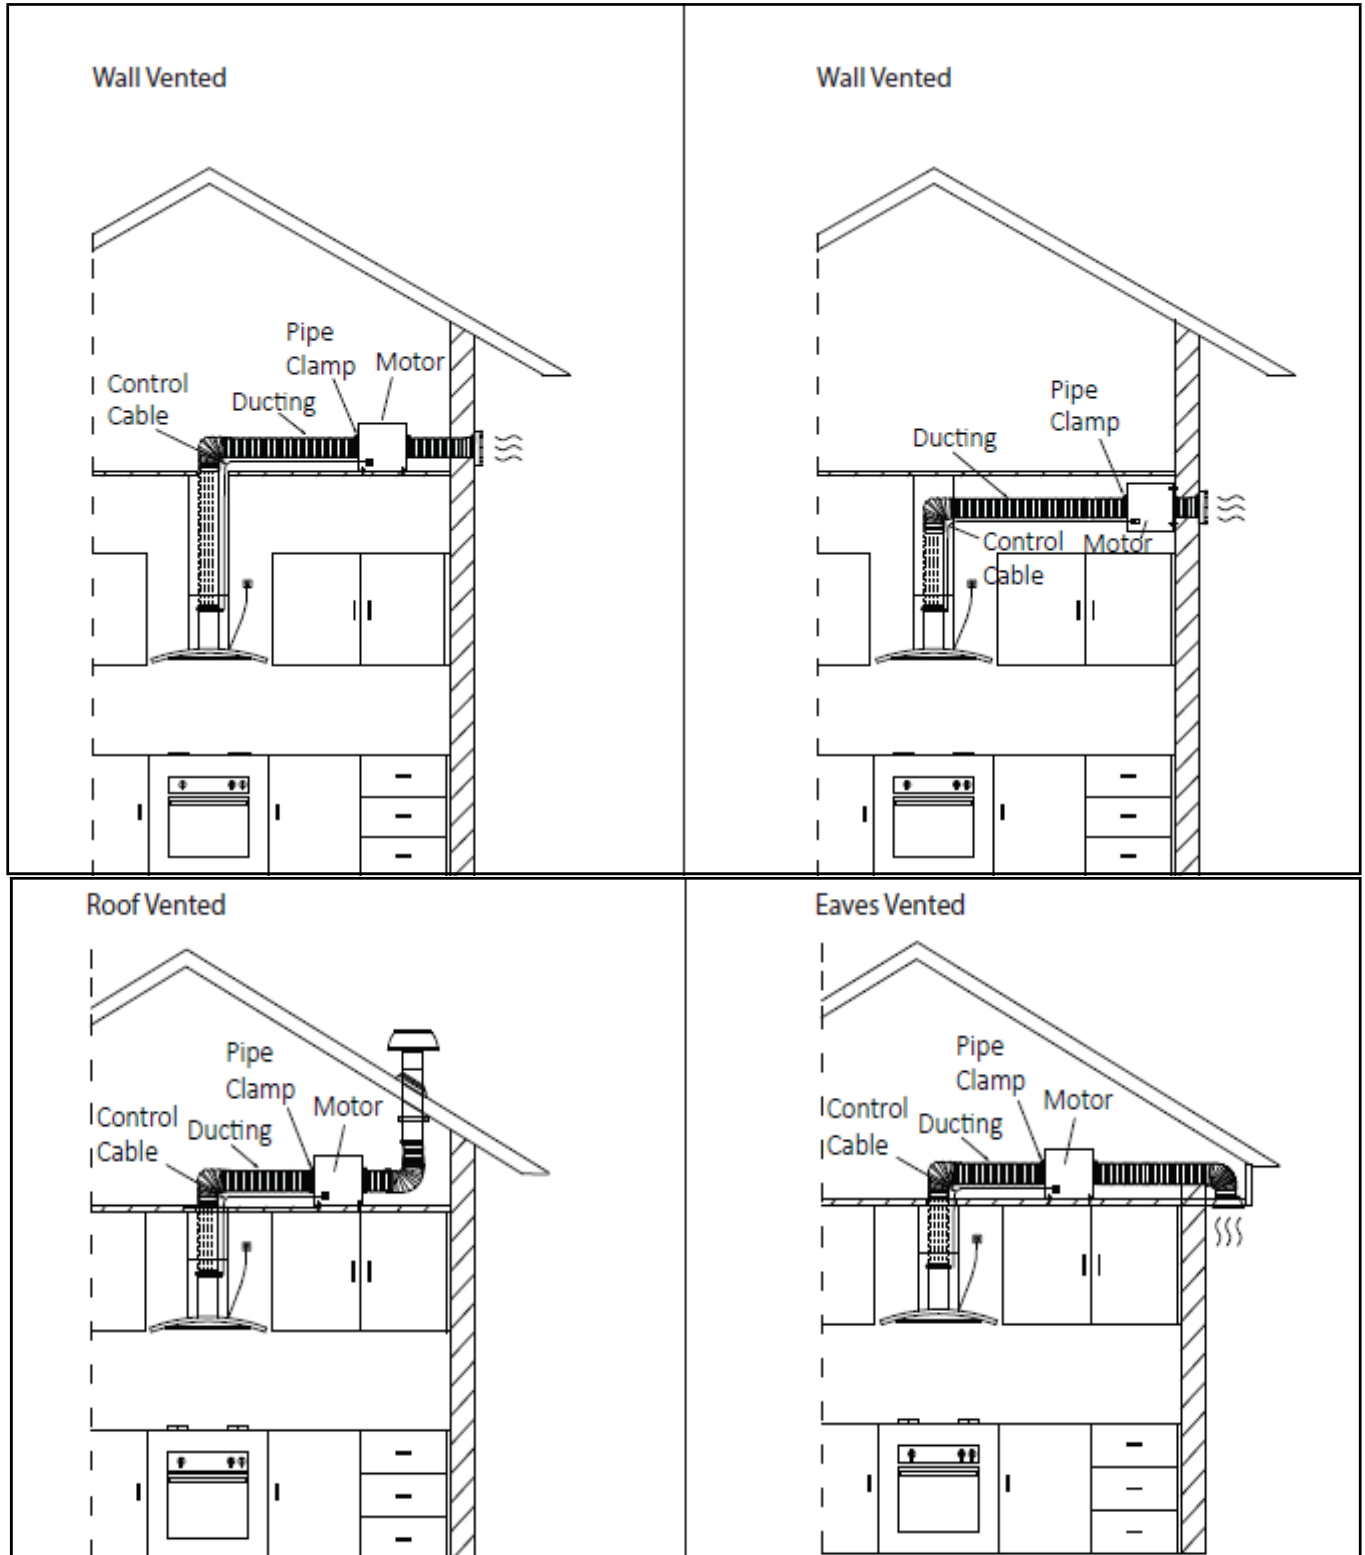 Wall Vented
Pipe
Clamp
Motor
Control
Cable
Ducting
Wall Vented
Pipe
Clamp
Ducting
Control
Cable
Motor
Roof Vented
Pipe
Clamp
Motor
Control
Cable
Ducting
Eaves Vented
Pipe
Clamp
Motor
Control
Cable
Ducting